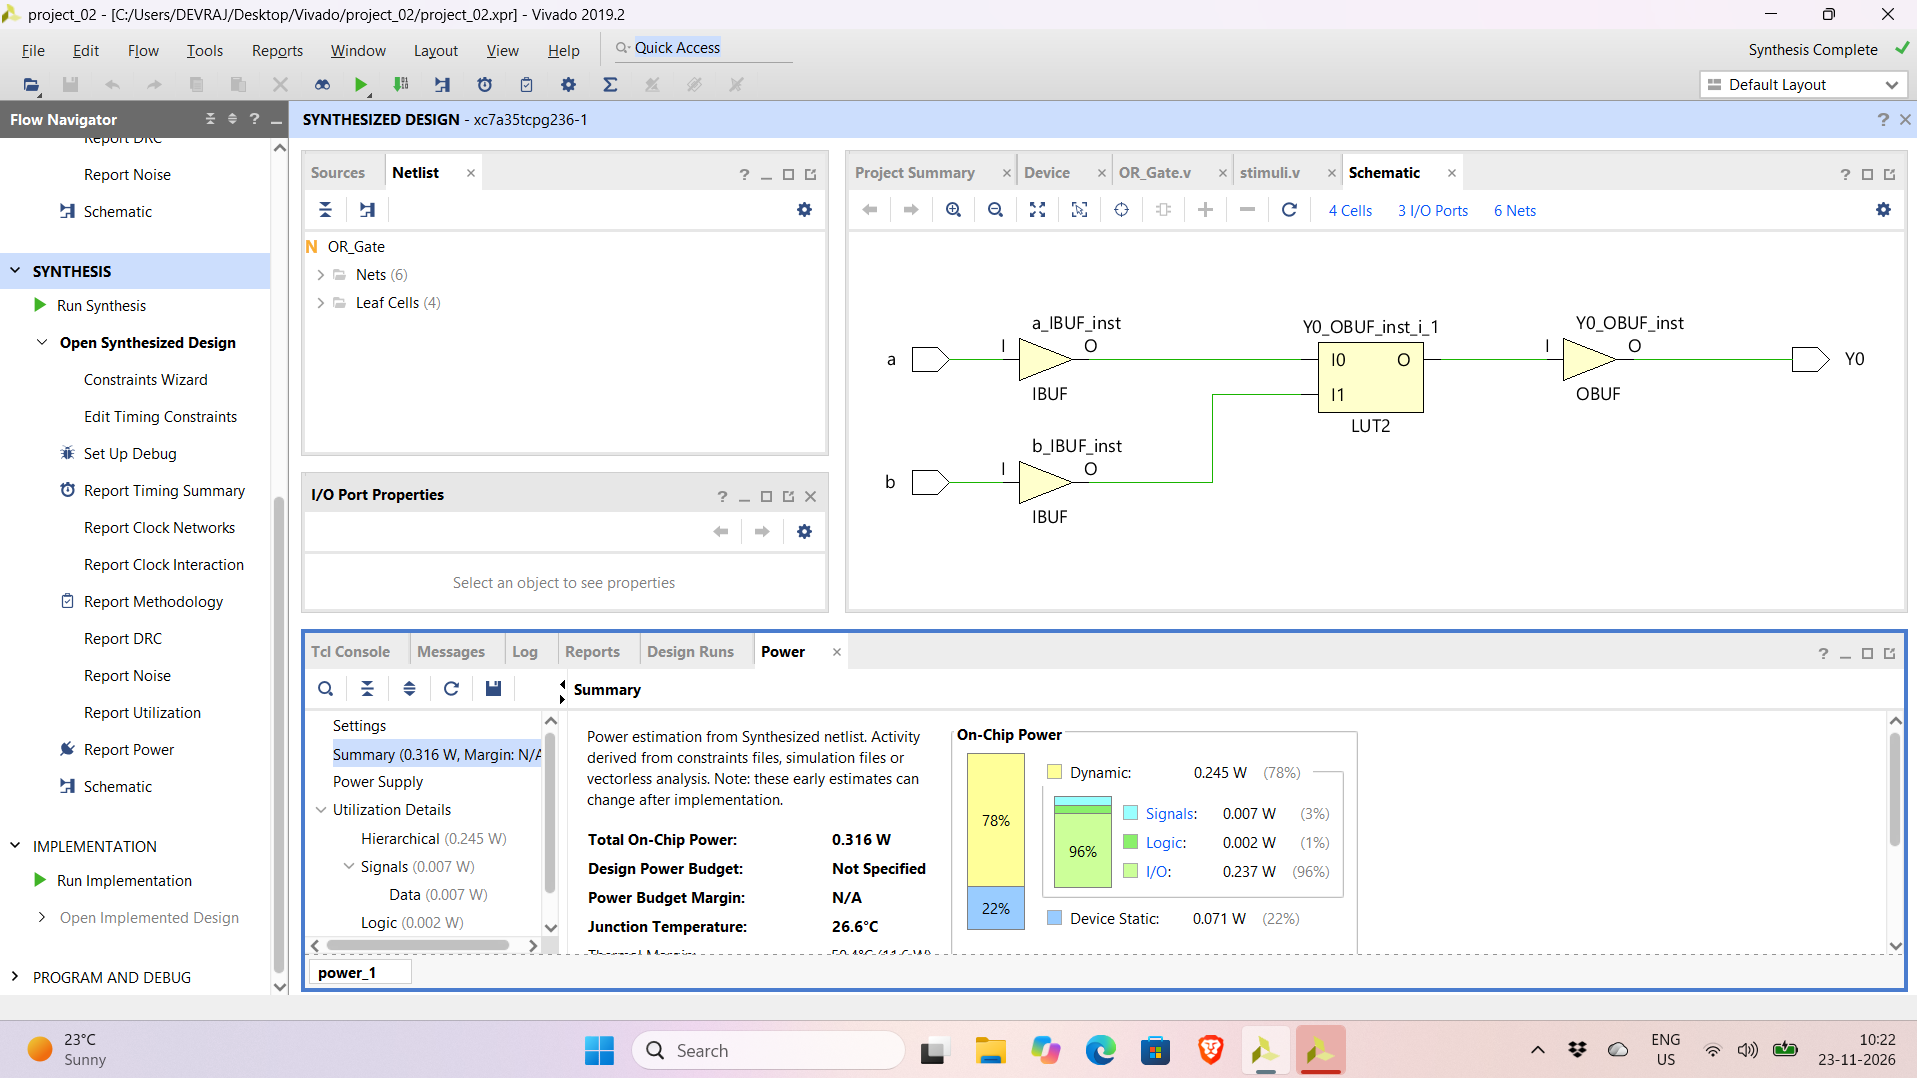 project_02 - [C:/Users/DEVRAJ/Desktop/Vivado/project_02/project_02.xpr] - Vivado 2019.2
File Edit Flow Tools Reports Window Layout View Help Quick Access
Synthesis Complete
Default Layout
Flow Navigator
SYNTHESIZED DESIGN - xc7a35tcpg236-1
Report DRC
Report Noise
Schematic
SYNTHESIS
Run Synthesis
Open Synthesized Design
Constraints Wizard
Edit Timing Constraints
Set Up Debug
Report Timing Summary
Report Clock Networks
Report Clock Interaction
Report Methodology
Report DRC
Report Noise
Report Utilization
Report Power
Schematic
IMPLEMENTATION
Run Implementation
Open Implemented Design
PROGRAM AND DEBUG
Sources Netlist
N OR_Gate
Nets (6)
Leaf Cells (4)
I/O Port Properties
Select an object to see properties
Project Summary Device OR_Gate.v stimuli.v Schematic
4 Cells 3 I/O Ports 6 Nets
a_IBUF_inst
Y0_OBUF_inst_i_1
Y0_OBUF_inst
I O
I O
a
I0 O
Y0
IBUF
I1
OBUF
LUT2
b_IBUF_inst
I O
b
IBUF
Tcl Console Messages Log Reports Design Runs Power
Summary
Settings
Summary (0.316 W, Margin: N/A
Power Supply
Utilization Details
Hierarchical (0.245 W)
Signals (0.007 W)
Data (0.007 W)
Logic (0.002 W)
Power estimation from Synthesized netlist. Activity
derived from constraints files, simulation files or
vectorless analysis. Note: these early estimates can
change after implementation.
Total On-Chip Power: 0.316 W
Design Power Budget: Not Specified
Power Budget Margin: N/A
Junction Temperature: 26.6°C
Thermal Margin: 58.4°C (11.6 W)
On-Chip Power
78%
22%
Dynamic: 0.245 W (78%)
96%
Signals: 0.007 W (3%)
Logic: 0.002 W (1%)
I/O: 0.237 W (96%)
Device Static: 0.071 W (22%)
power_1
23°C
Sunny
Search
ENG
US
10:22
23-11-2026